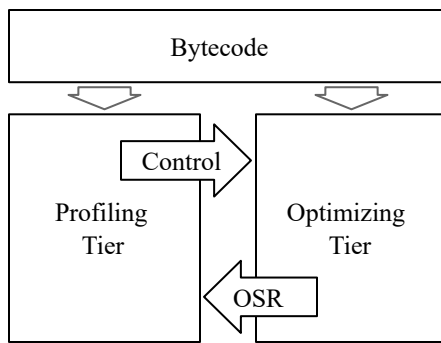 Bytecode
Control
Profiling
Tier
Optimizing
Tier
OSR